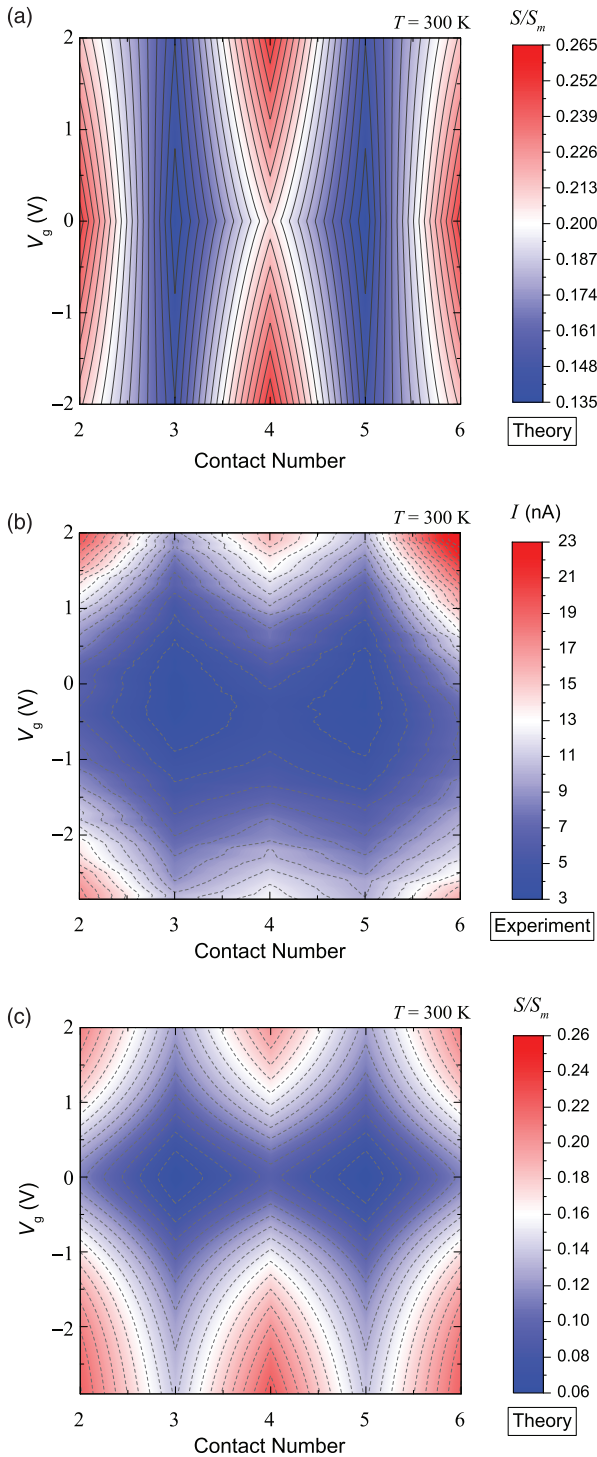 (a)
T = 300 K
S/Sm
2
1
0
−1
−2
Vg (V)
2 3 4 5 6
Contact Number
0.265
0.252
0.239
0.226
0.213
0.200
0.187
0.174
0.161
0.148
0.135
Theory
(b)
T = 300 K
I (nA)
2
1
0
−1
−2
Vg (V)
2 3 4 5 6
Contact Number
23
21
19
17
15
13
11
9
7
5
3
Experiment
(c)
T = 300 K
S/Sm
2
1
0
−1
−2
Vg (V)
2 3 4 5 6
Contact Number
0.26
0.24
0.22
0.20
0.18
0.16
0.14
0.12
0.10
0.08
0.06
Theory